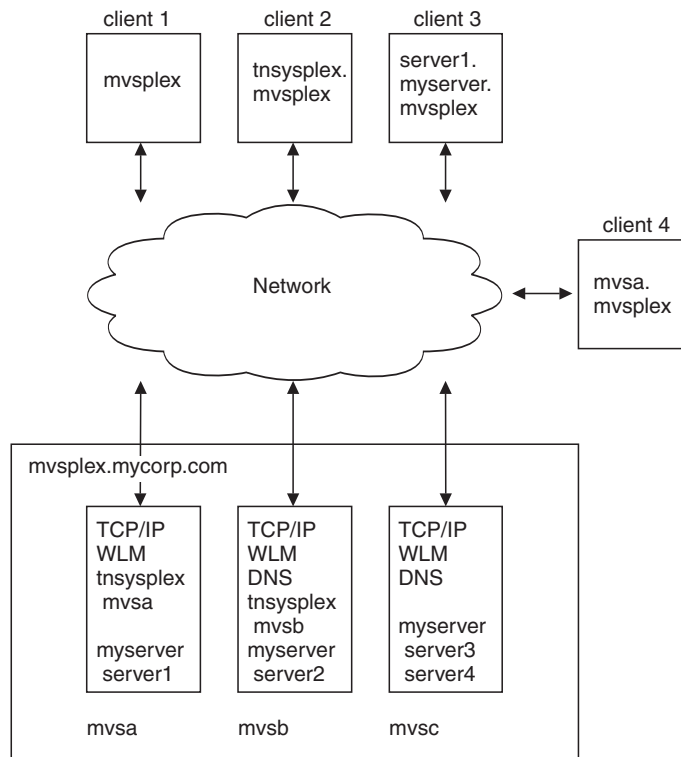 client 1
client 2
client 3
mvsplex
tnsysplex.
mvsplex
server1.
myserver.
mvsplex
client 4
mvsa.
mvsplex
Network
mvsplex.mycorp.com
TCP/IP
WLM
tnsysplex
mvsa
myserver
server1
TCP/IP
WLM
DNS
tnsysplex
mvsb
myserver
server2
TCP/IP
WLM
DNS
myserver
server3
server4
mvsa
mvsb
mvsc